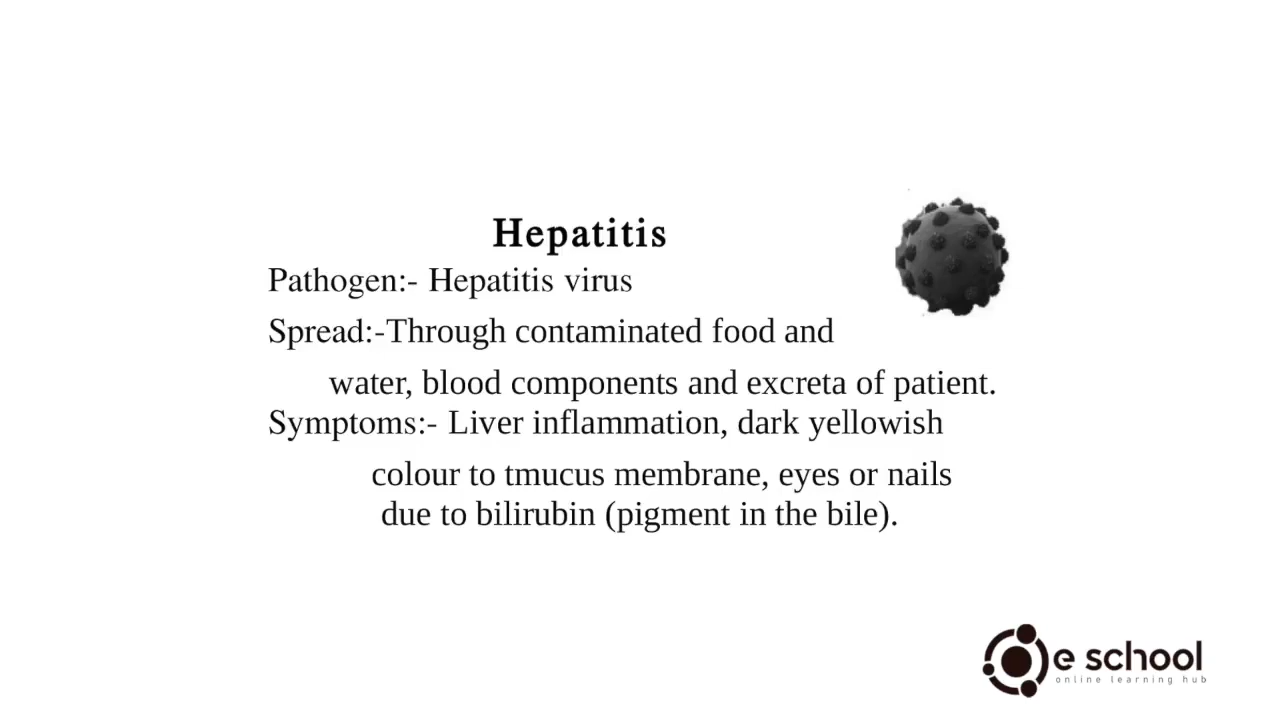 Hepatitis
Pathogen:- Hepatitis virus
Spread:-Through contaminated food and
water, blood components and excreta of patient.
Symptoms:- Liver inflammation, dark yellowish
colour to tmucus membrane, eyes or nails
due to bilirubin (pigment in the bile).
e school
online learning hub